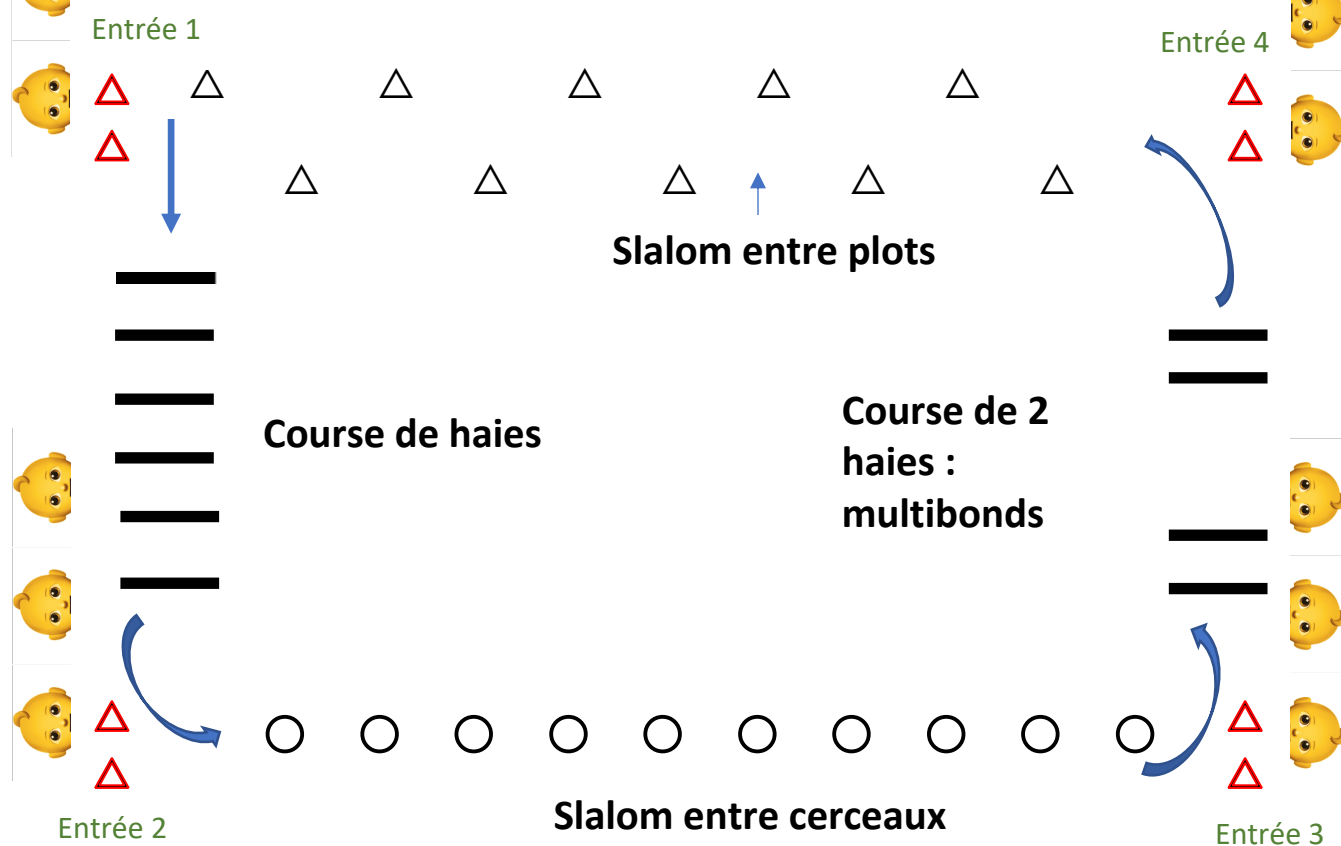 Entrée 1
Entrée 4
Slalom entre plots
Course de haies
Course de 2
haies :
multibonds
Slalom entre cerceaux
Entrée 2
Entrée 3